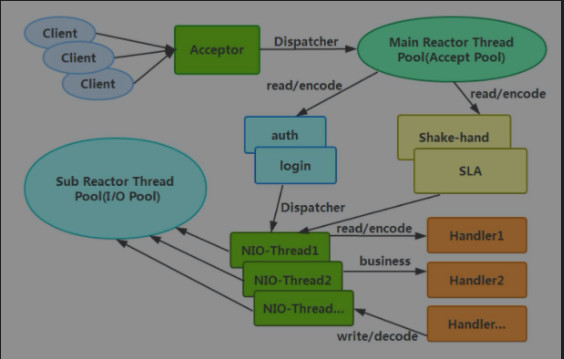 Client
Client
Client
Acceptor
Dispatcher
Main Reactor Thread
Pool(Accept Pool)
read/encode
read/encode
auth
login
Shake-hand
SLA
Sub Reactor Thread
Pool(I/O Pool)
Dispatcher
NIO-Thread1
read/encode
Handler1
NIO-Thread2
business
Handler2
NIO-Thread...
write/decode
Handler...